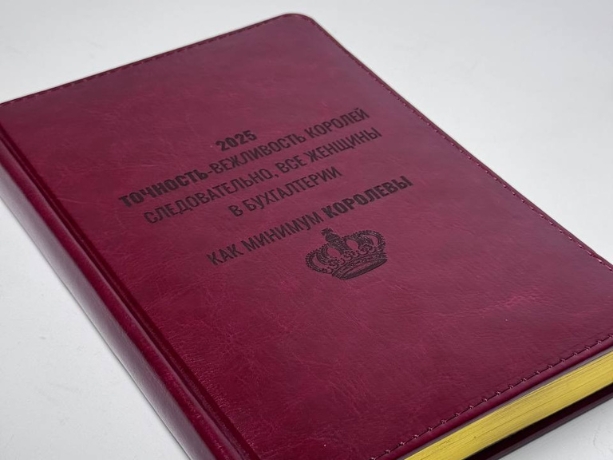 2025
ТОЧНОСТЬ-ВЕЖЛИВОСТЬ КОРОЛЕЙ
СЛЕДОВАТЕЛЬНО, ВСЕ ЖЕНЩИНЫ
В БУХГАЛТЕРИИ
КАК МИНИМУМ КОРОЛЕВЫ